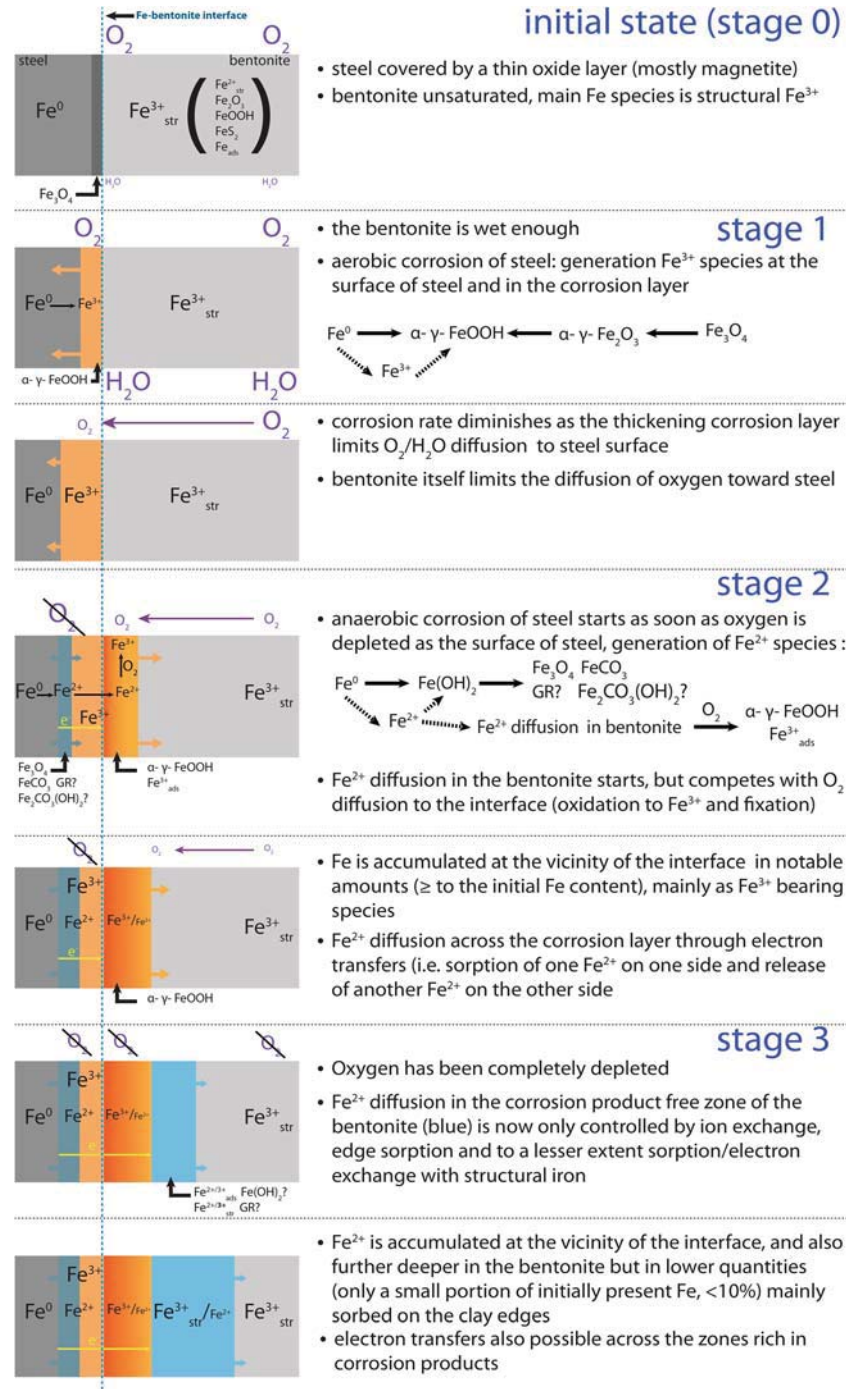 Fe-bentonite interface
initial state (stage 0)
O₂ O₂
steel bentonite
Fe⁰ Fe³⁺str ( Fe²⁺str
Fe₂O₃
FeOOH
FeS₂
Feads )
H₂O H₂O
Fe₃O₄
• steel covered by a thin oxide layer (mostly magnetite)
• bentonite unsaturated, main Fe species is structural Fe³⁺
stage 1
O₂ O₂
Fe⁰ Fe³⁺ Fe³⁺str
α- γ- FeOOH
H₂O H₂O
• the bentonite is wet enough
• aerobic corrosion of steel: generation Fe³⁺ species at the
surface of steel and in the corrosion layer
Fe⁰ α- γ- FeOOH α- γ- Fe₂O₃ Fe₃O₄
Fe³⁺
O₂ O₂
Fe⁰ Fe³⁺ Fe³⁺str
• corrosion rate diminishes as the thickening corrosion layer
limits O₂/H₂O diffusion to steel surface
• bentonite itself limits the diffusion of oxygen toward steel
stage 2
O₂ O₂ O₂
Fe³⁺
O₂
Fe⁰ Fe²⁺ Fe²⁺ Fe³⁺str
Fe³⁺
e⁻
Fe₃O₄
FeCO₃ GR?
Fe₂CO₃(OH)₂?
α- γ- FeOOH
Fe³⁺ads
• anaerobic corrosion of steel starts as soon as oxygen is
depleted as the surface of steel, generation of Fe²⁺ species :
Fe⁰ Fe(OH)₂ Fe₃O₄ FeCO₃
GR? Fe₂CO₃(OH)₂?
Fe²⁺ Fe²⁺ diffusion in bentonite O₂ α- γ- FeOOH
Fe³⁺ads
• Fe²⁺ diffusion in the bentonite starts, but competes with O₂
diffusion to the interface (oxidation to Fe³⁺ and fixation)
O₂ O₂ O₂
Fe³⁺
Fe⁰ Fe²⁺ Fe³⁺/Fe²⁺ Fe³⁺str
e⁻
α- γ- FeOOH
• Fe is accumulated at the vicinity of the interface in notable
amounts (≥ to the initial Fe content), mainly as Fe³⁺ bearing
species
• Fe²⁺ diffusion across the corrosion layer through electron
transfers (i.e. sorption of one Fe²⁺ on one side and release
of another Fe²⁺ on the other side
stage 3
O₂ O₂ O₂
Fe³⁺
Fe⁰ Fe²⁺ Fe³⁺/Fe²⁺ Fe³⁺str
e⁻
Fe²⁺/³⁺ads Fe(OH)₂?
Fe²⁺/³⁺str GR?
• Oxygen has been completely depleted
• Fe²⁺ diffusion in the corrosion product free zone of the
bentonite (blue) is now only controlled by ion exchange,
edge sorption and to a lesser extent sorption/electron
exchange with structural iron
Fe³⁺
Fe⁰ Fe²⁺ Fe³⁺/Fe²⁺ Fe³⁺str/Fe²⁺ Fe³⁺str
e⁻
• Fe²⁺ is accumulated at the vicinity of the interface, and also
further deeper in the bentonite but in lower quantities
(only a small portion of initially present Fe, <10%) mainly
sorbed on the clay edges
• electron transfers also possible across the zones rich in
corrosion products